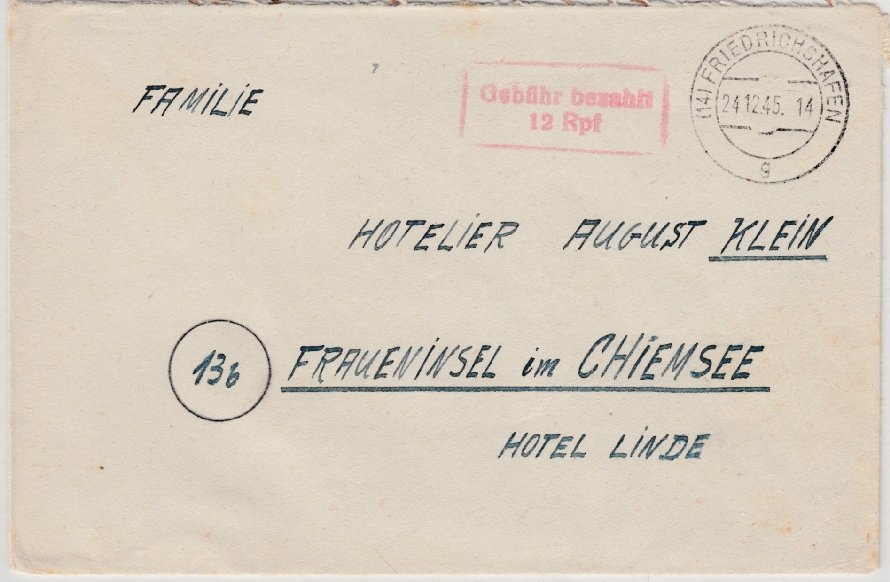 (14) FRIEDRICHSHAFEN
24.12.45. 14
g
Gebühr bezahlt
12 Rpf
FAMILIE
HOTELIER AUGUST KLEIN
13b FRAUENINSEL im CHIEMSEE
HOTEL LINDE